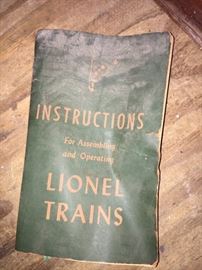 INSTRUCTIONS
For Assembling
and Operating
LIONEL
TRAINS